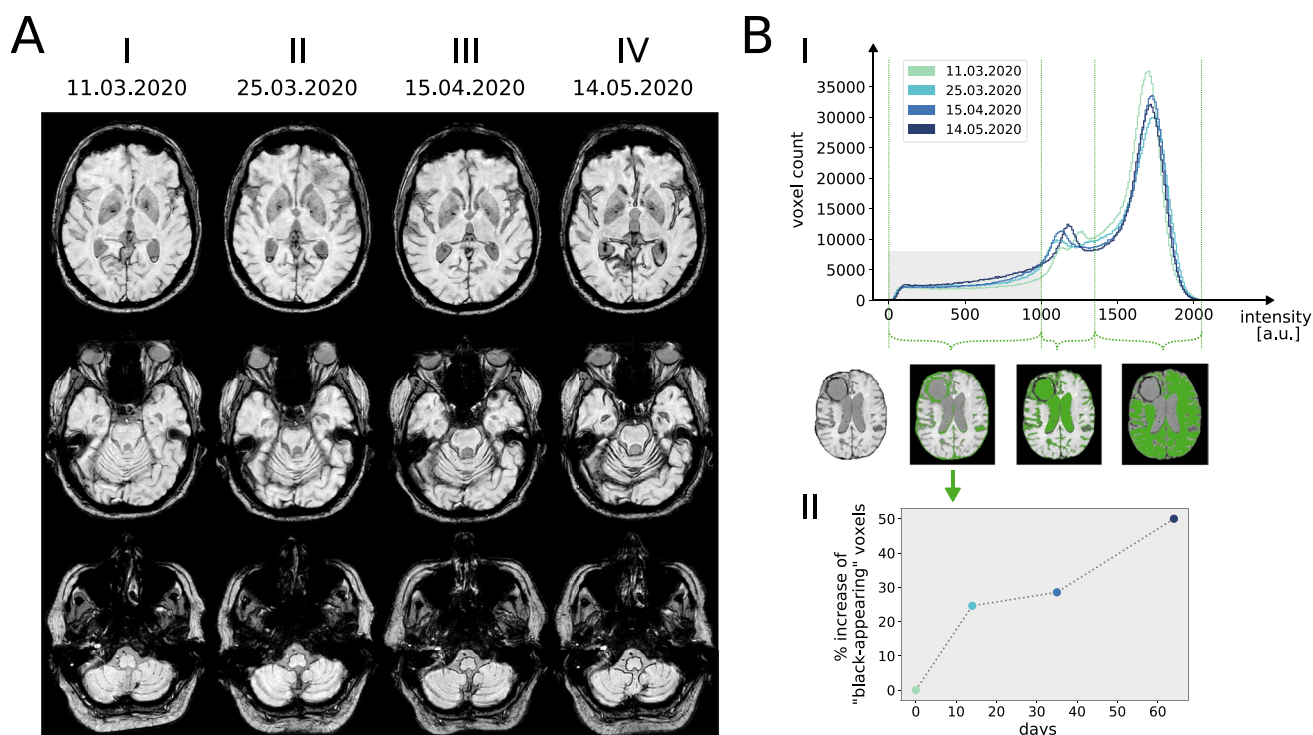 A
I II III IV
11.03.2020 25.03.2020 15.04.2020 14.05.2020
B
I
11.03.2020
25.03.2020
15.04.2020
14.05.2020
voxel count
35000
30000
25000
20000
15000
10000
5000
0
0 500 1000 1500 2000
intensity
[a.u.]
II
% increase of
"black-appearing" voxels
50
40
30
20
10
0
0 10 20 30 40 50 60
days